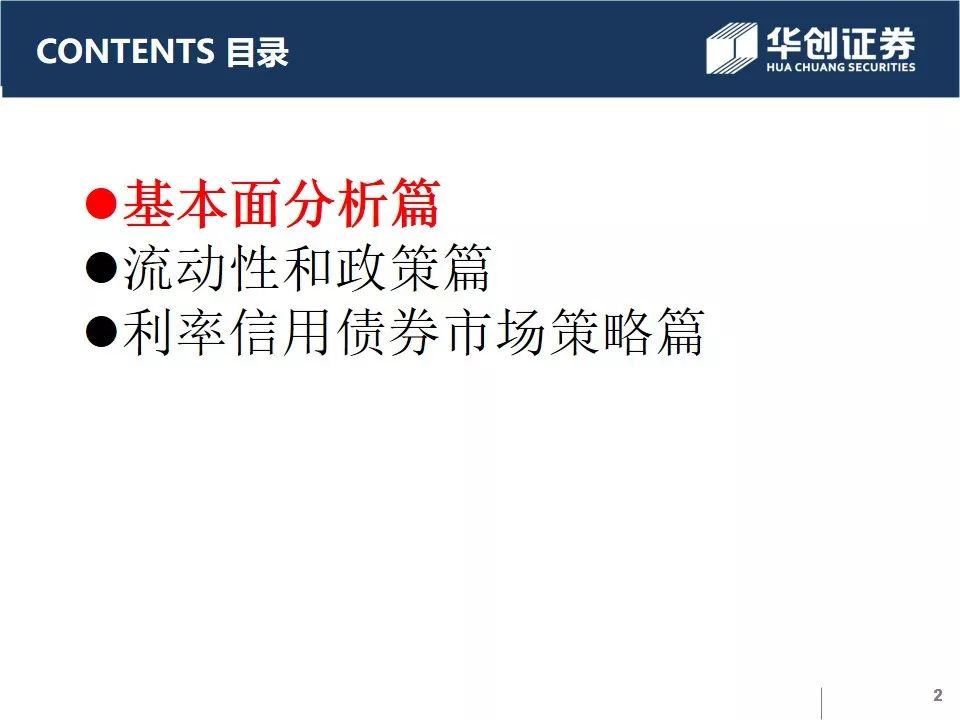 CONTENTS 目录
华创证券
HUA CHUANG SECURITIES
●基本面分析篇
●流动性和政策篇
●利率信用债券市场策略篇
2